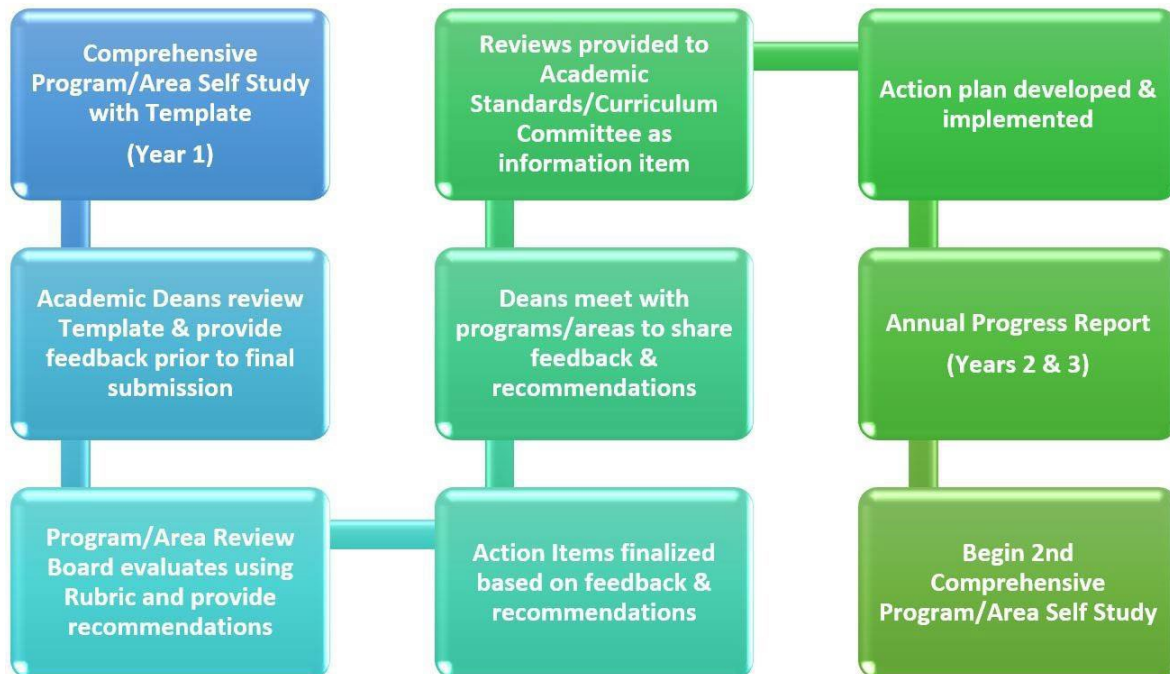 Comprehensive
Program/Area Self Study
with Template
(Year 1)
Academic Deans review
Template & provide
feedback prior to final
submission
Program/Area Review
Board evaluates using
Rubric and provide
recommendations
Action Items finalized
based on feedback &
recommendations
Deans meet with
programs/areas to share
feedback &
recommendations
Reviews provided to
Academic
Standards/Curriculum
Committee as
information item
Action plan developed &
implemented
Annual Progress Report
(Years 2 & 3)
Begin 2nd
Comprehensive
Program/Area Self Study